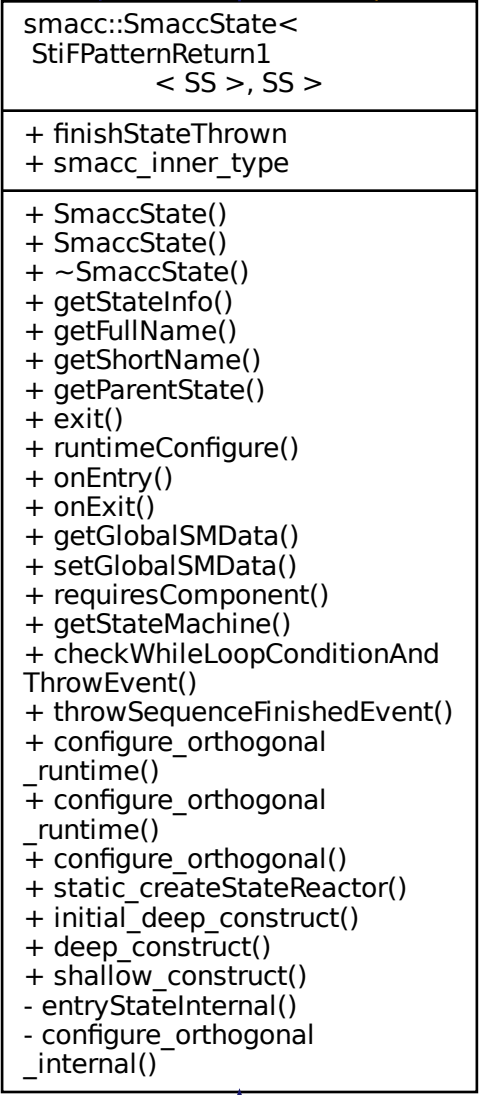 smacc::SmaccState<
StiFPatternReturn1
< SS >, SS >
+ finishStateThrown
+ smacc_inner_type
+ SmaccState()
+ SmaccState()
+ ~SmaccState()
+ getStateInfo()
+ getFullName()
+ getShortName()
+ getParentState()
+ exit()
+ runtimeConfigure()
+ onEntry()
+ onExit()
+ getGlobalSMData()
+ setGlobalSMData()
+ requiresComponent()
+ getStateMachine()
+ checkWhileLoopConditionAnd
ThrowEvent()
+ throwSequenceFinishedEvent()
+ configure_orthogonal
_runtime()
+ configure_orthogonal
_runtime()
+ configure_orthogonal()
+ static_createStateReactor()
+ initial_deep_construct()
+ deep_construct()
+ shallow_construct()
- entryStateInternal()
- configure_orthogonal
_internal()